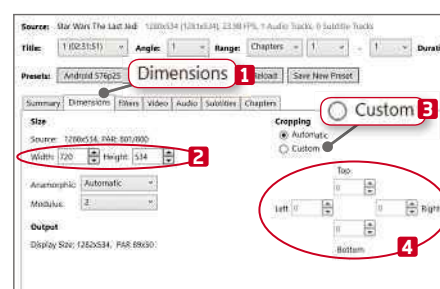 Source: Star Wars The Last Jedi 1280x534 (1281x534), 23.98 FPS, 1 Audio Tracks, 0 Subtitle Tracks
Title: 1 (02:31:51) Angle: 1 Range: Chapters 1 - 1 Durati
Presets: Android 576p25 Dimensions 1 Reload Save New Preset
Summary Dimensions Filters Video Audio Subtitles Chapters
Size Cropping Custom 3
Source: 1280x534, PAR: 801/800 Automatic
Width: 720 Height: 534 2 Custom
Top
Anamorphic: Automatic 0
Modulus: 2 Left 0 0 Right
Output 0
Display Size: 1282x534, PAR 89x50 Bottom 4